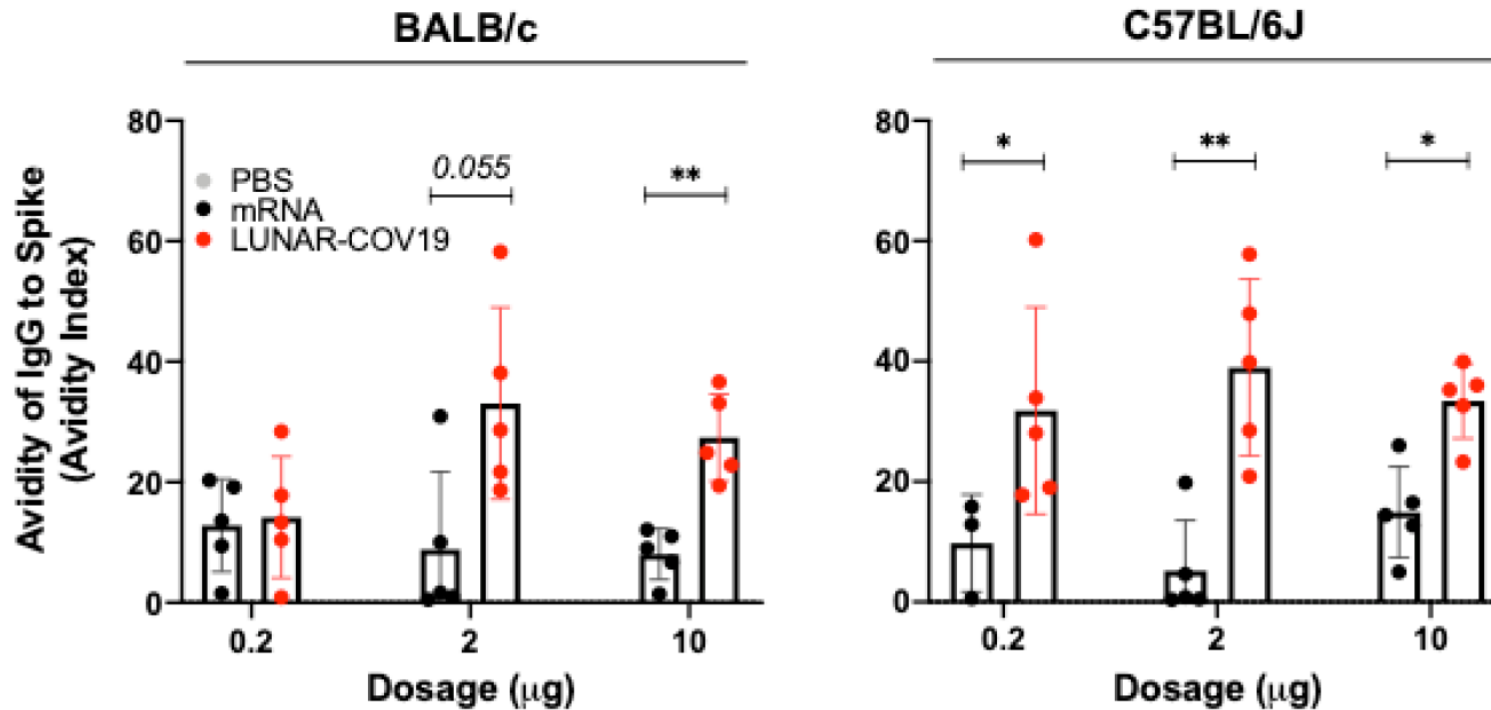 BALB/c
C57BL/6J
Avidity of IgG to Spike
(Avidity Index)
80
60
40
20
0
PBS
mRNA
LUNAR-COV19
0.055
**
0.2
2
10
Dosage (μg)
80
60
40
20
0
*
**
*
0.2
2
10
Dosage (μg)